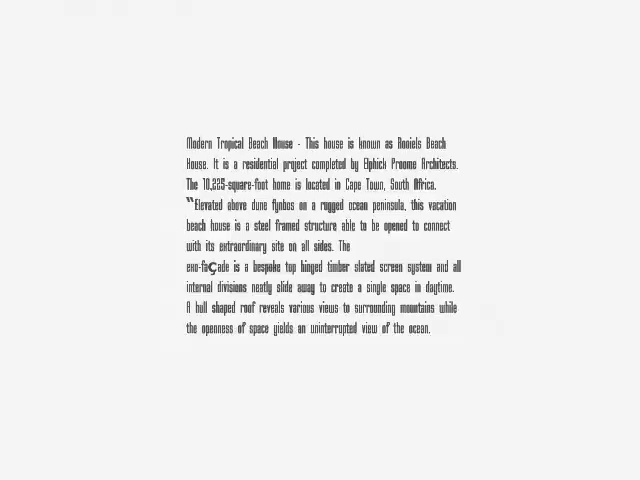 Modern Tropical Beach House - This house is known as Rooiels Beach
House. It is a residential project completed by Elphick Proome Architects.
The 10,225-square-foot home is located in Cape Town, South Africa.
“Elevated above dune fynbos on a rugged ocean peninsula, this vacation
beach house is a steel framed structure able to be opened to connect
with its extraordinary site on all sides. The
exo-faÇade is a bespoke top hinged timber slated screen system and all
internal divisions neatly slide away to create a single space in daytime.
A hull shaped roof reveals various views to surrounding mountains while
the openness of space yields an uninterrupted view of the ocean.